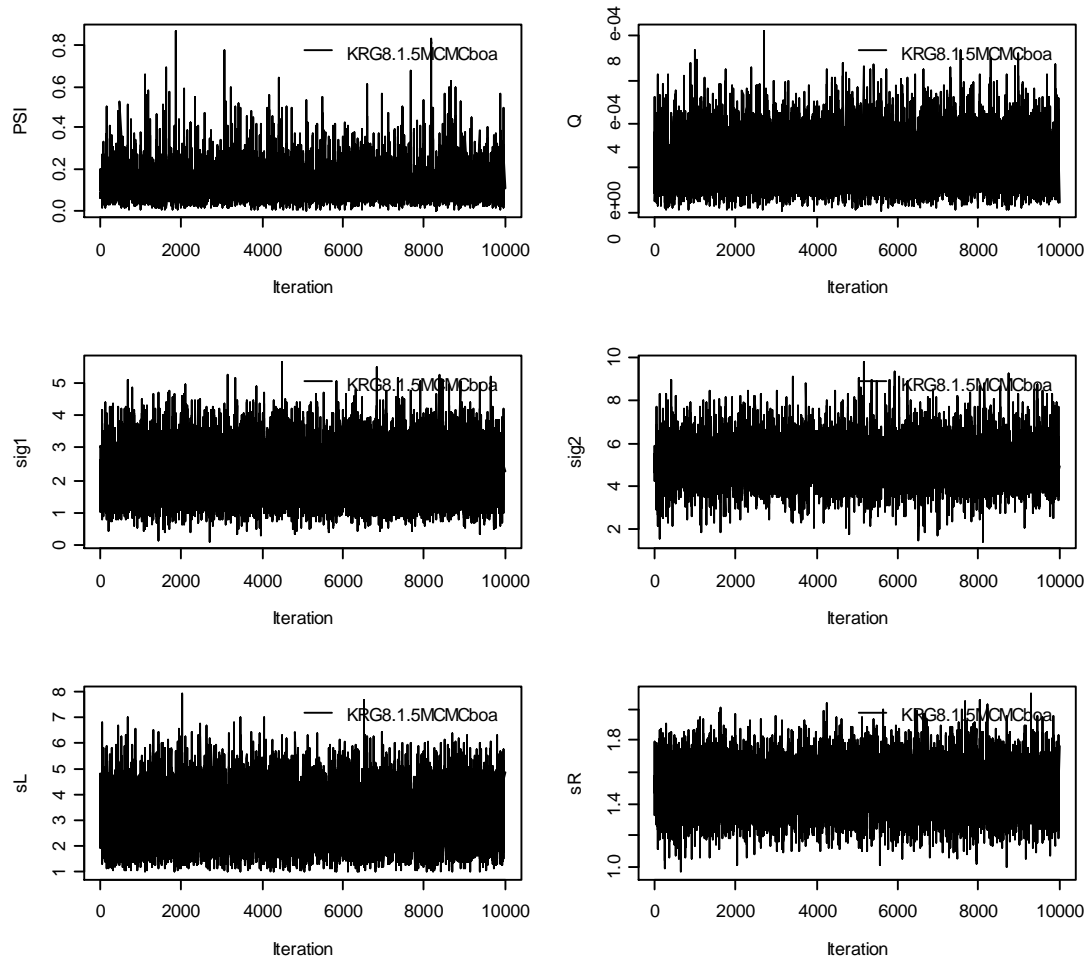 PSI
0.8
0.6
0.4
0.2
0.0
KRG8.1.5MCMCboa
0 2000 4000 6000 8000 10000
Iteration
Q
8 e-04
4 e-04
0 e+00
KRG8.1.5MCMCboa
0 2000 4000 6000 8000 10000
Iteration
sig1
5
4
3
2
1
0
KRG8.1.5MCMCboa
0 2000 4000 6000 8000 10000
Iteration
sig2
10
8
6
4
2
KRG8.1.5MCMCboa
0 2000 4000 6000 8000 10000
Iteration
sL
8
7
6
5
4
3
2
1
KRG8.1.5MCMCboa
0 2000 4000 6000 8000 10000
Iteration
sR
1.8
1.4
1.0
KRG8.1.5MCMCboa
0 2000 4000 6000 8000 10000
Iteration